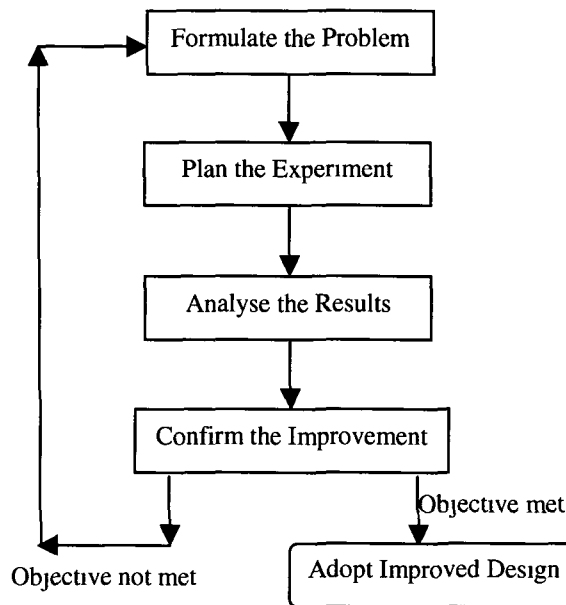 Formulate the Problem
Plan the Experiment
Analyse the Results
Confirm the Improvement
Objective met
Objective not met
Adopt Improved Design